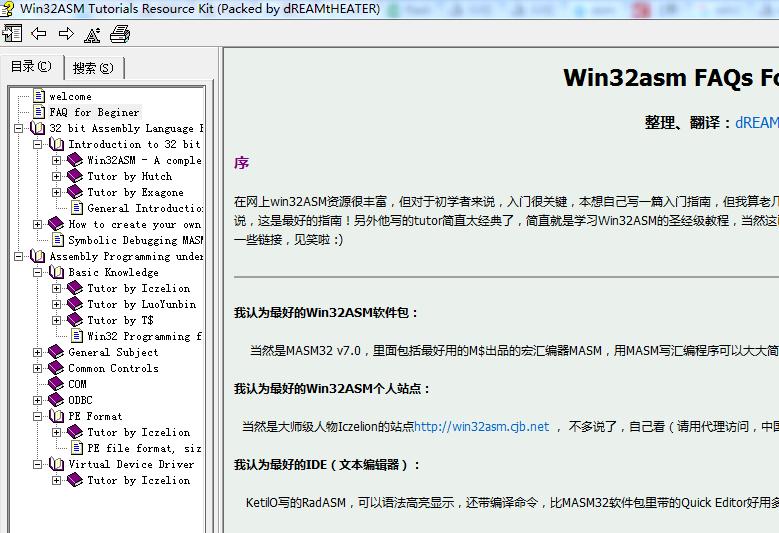 Win32ASM Tutorials Resource Kit (Packed by dREAMtHEATER)
目录(C)
搜索(S)
welcome
FAQ for Beginer
32 bit Assembly Language
Introduction to 32 bit
Win32ASM - A comple
Tutor by Hutch
Tutor by Exagone
General Introductio
How to create your own
Symbolic Debugging MASM
Assembly Programming under
Basic Knowledge
Tutor by Iczelion
Tutor by LuoYunbin
Tutor by T$
Win32 Programming f
General Subject
Common Controls
COM
ODBC
PE Format
Tutor by Iczelion
PE file format, siz
Virtual Device Driver
Tutor by Iczelion
Win32asm FAQs Fo
整理、翻译：dREAM
序
在网上win32ASM资源很丰富，但对于初学者来说，入门很关键，本想自己写一篇入门指南，但我算老几
说，这是最好的指南！另外他写的tutor简直太经典了，简直就是学习Win32ASM的圣经级教程，当然这
一些链接，见笑啦 :)
我认为最好的Win32ASM软件包：
当然是MASM32 v7.0，里面包括最好用的M$出品的宏汇编器MASM，用MASM写汇编程序可以大大简
我认为最好的Win32ASM个人站点：
当然是大师级人物Iczelion的站点http://win32asm.cjb.net ， 不多说了，自己看（请用代理访问，中国
我认为最好的IDE（文本编辑器）：
KetilO写的RadASM，可以语法高亮显示，还带编译命令，比MASM32软件包里带的Quick Editor好用多